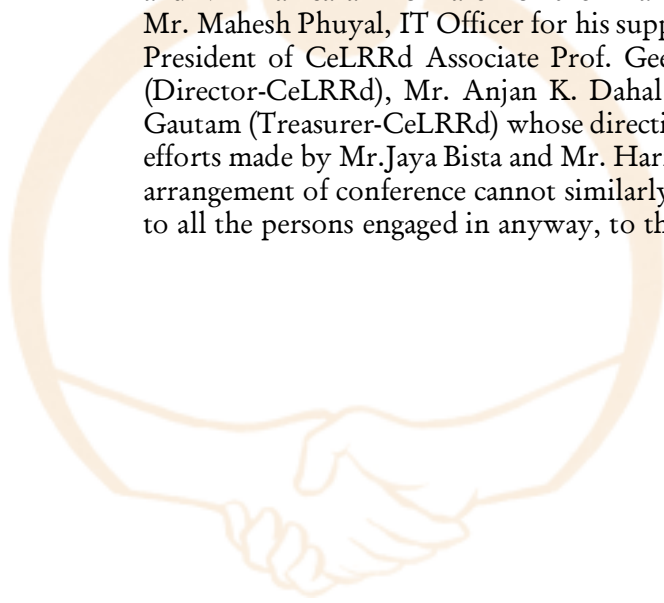 Mr. Mahesh Phuyal, IT Officer for his supp
President of CeLRRd Associate Prof. Gee
(Director-CeLRRd), Mr. Anjan K. Dahal
Gautam (Treasurer-CeLRRd) whose directi
efforts made by Mr.Jaya Bista and Mr. Har
arrangement of conference cannot similarly
to all the persons engaged in anyway, to th